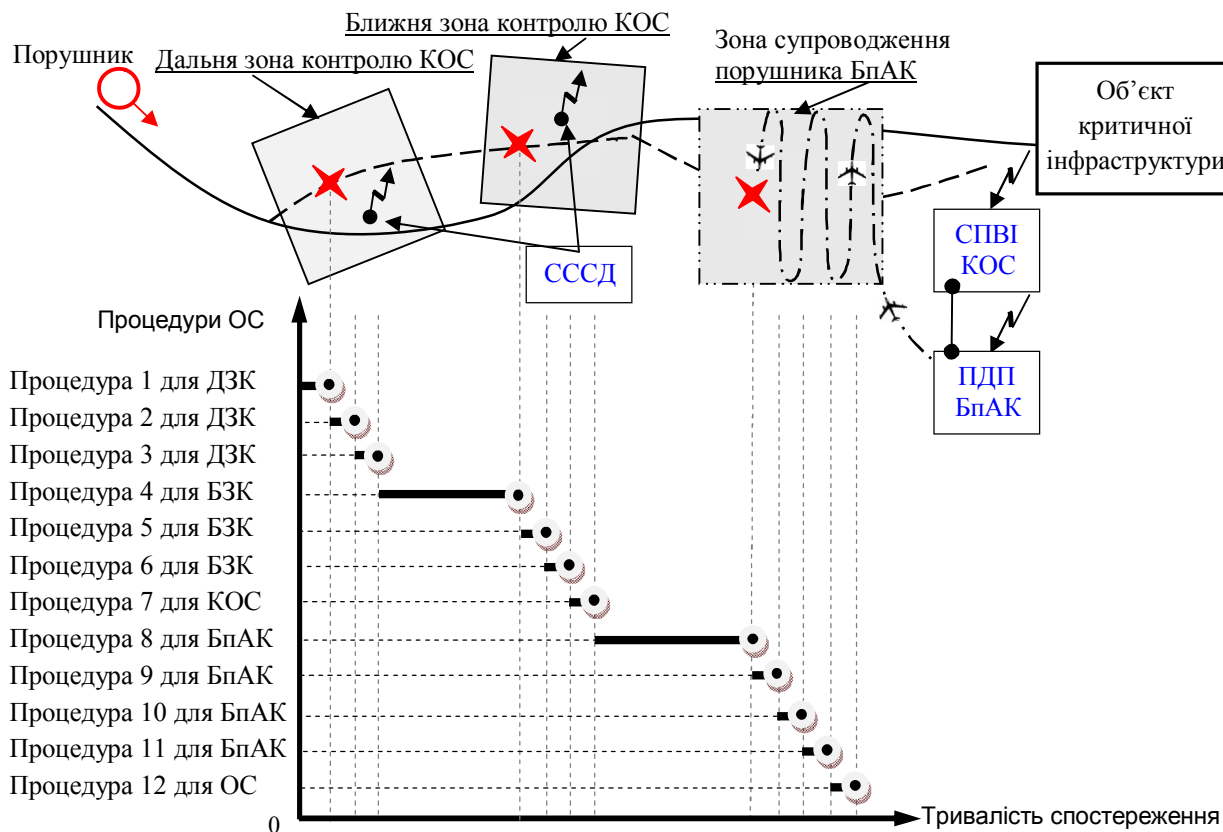 Порушник
Дальня зона контролю КОС
Ближня зона контролю КОС
Зона супроводження
порушника БпАК
Об’єкт
критичної
інфраструктури
СССД
СПВІ
КОС
ПДП
БпАК
Процедури ОС
Процедура 1 для ДЗК
Процедура 2 для ДЗК
Процедура 3 для ДЗК
Процедура 4 для БЗК
Процедура 5 для БЗК
Процедура 6 для БЗК
Процедура 7 для КОС
Процедура 8 для БпАК
Процедура 9 для БпАК
Процедура 10 для БпАК
Процедура 11 для БпАК
Процедура 12 для ОС
0
Тривалість спостереження